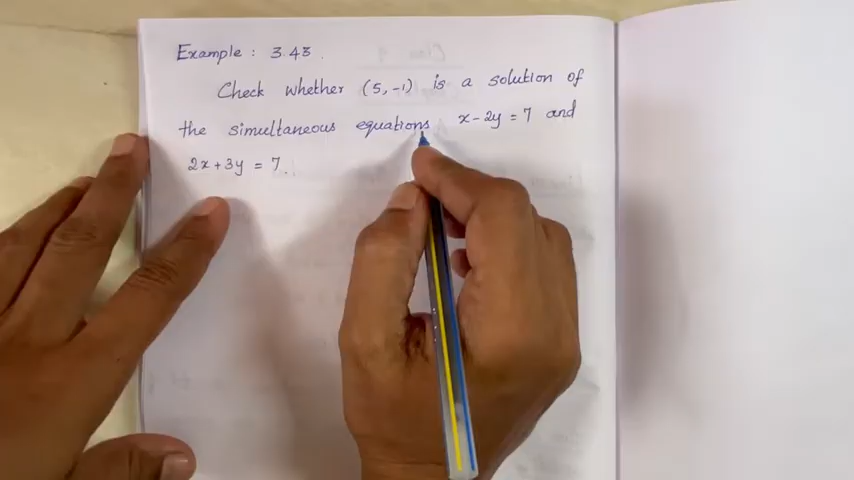 Example : 3.48.
Check whether (5, -1) is a solution of
the simultaneous equations x - 2y = 7 and
2x + 3y = 7.